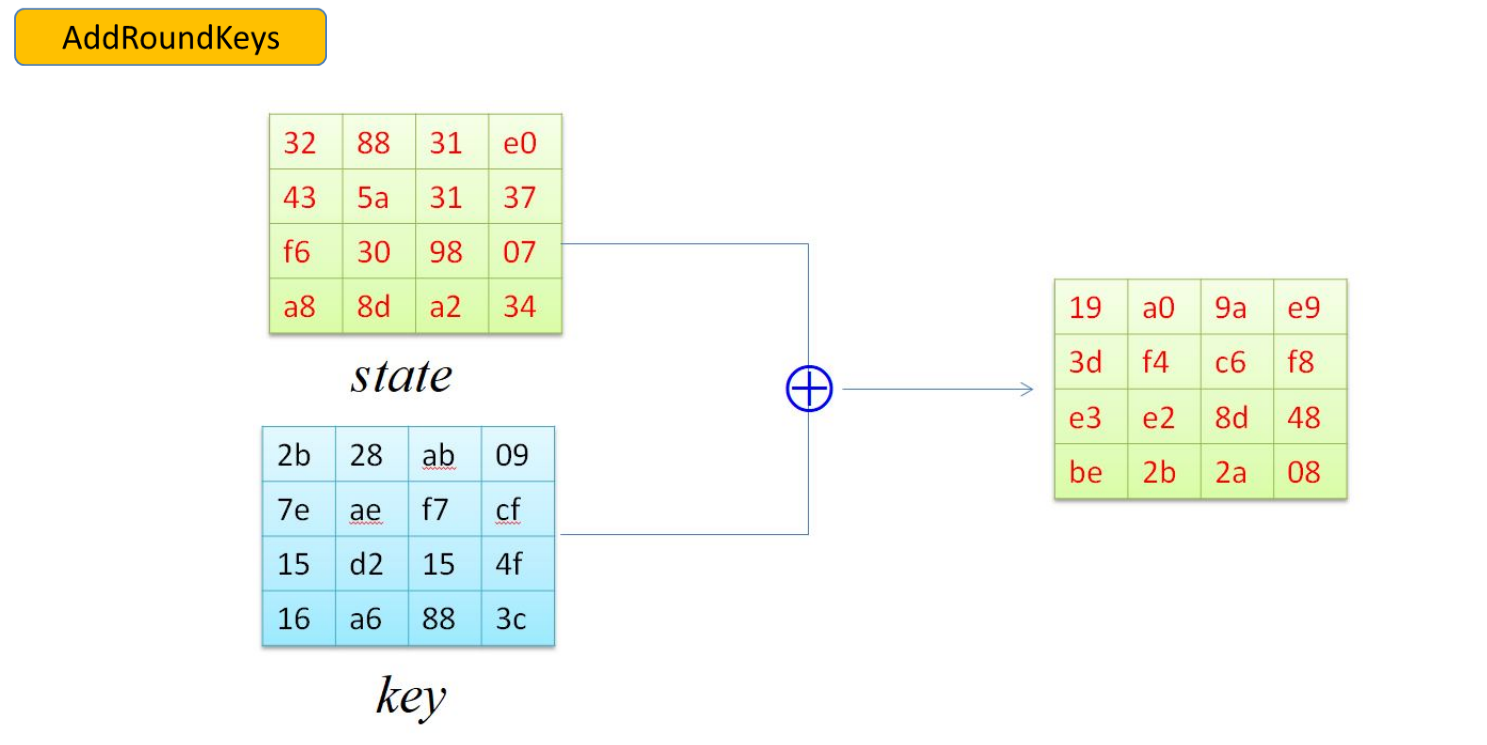 AddRoundKeys
32 88 31 e0
43 5a 31 37
f6 30 98 07
a8 8d a2 34
state
2b 28 ab 09
7e ae f7 cf
15 d2 15 4f
16 a6 88 3c
key
19 a0 9a e9
3d f4 c6 f8
e3 e2 8d 48
be 2b 2a 08